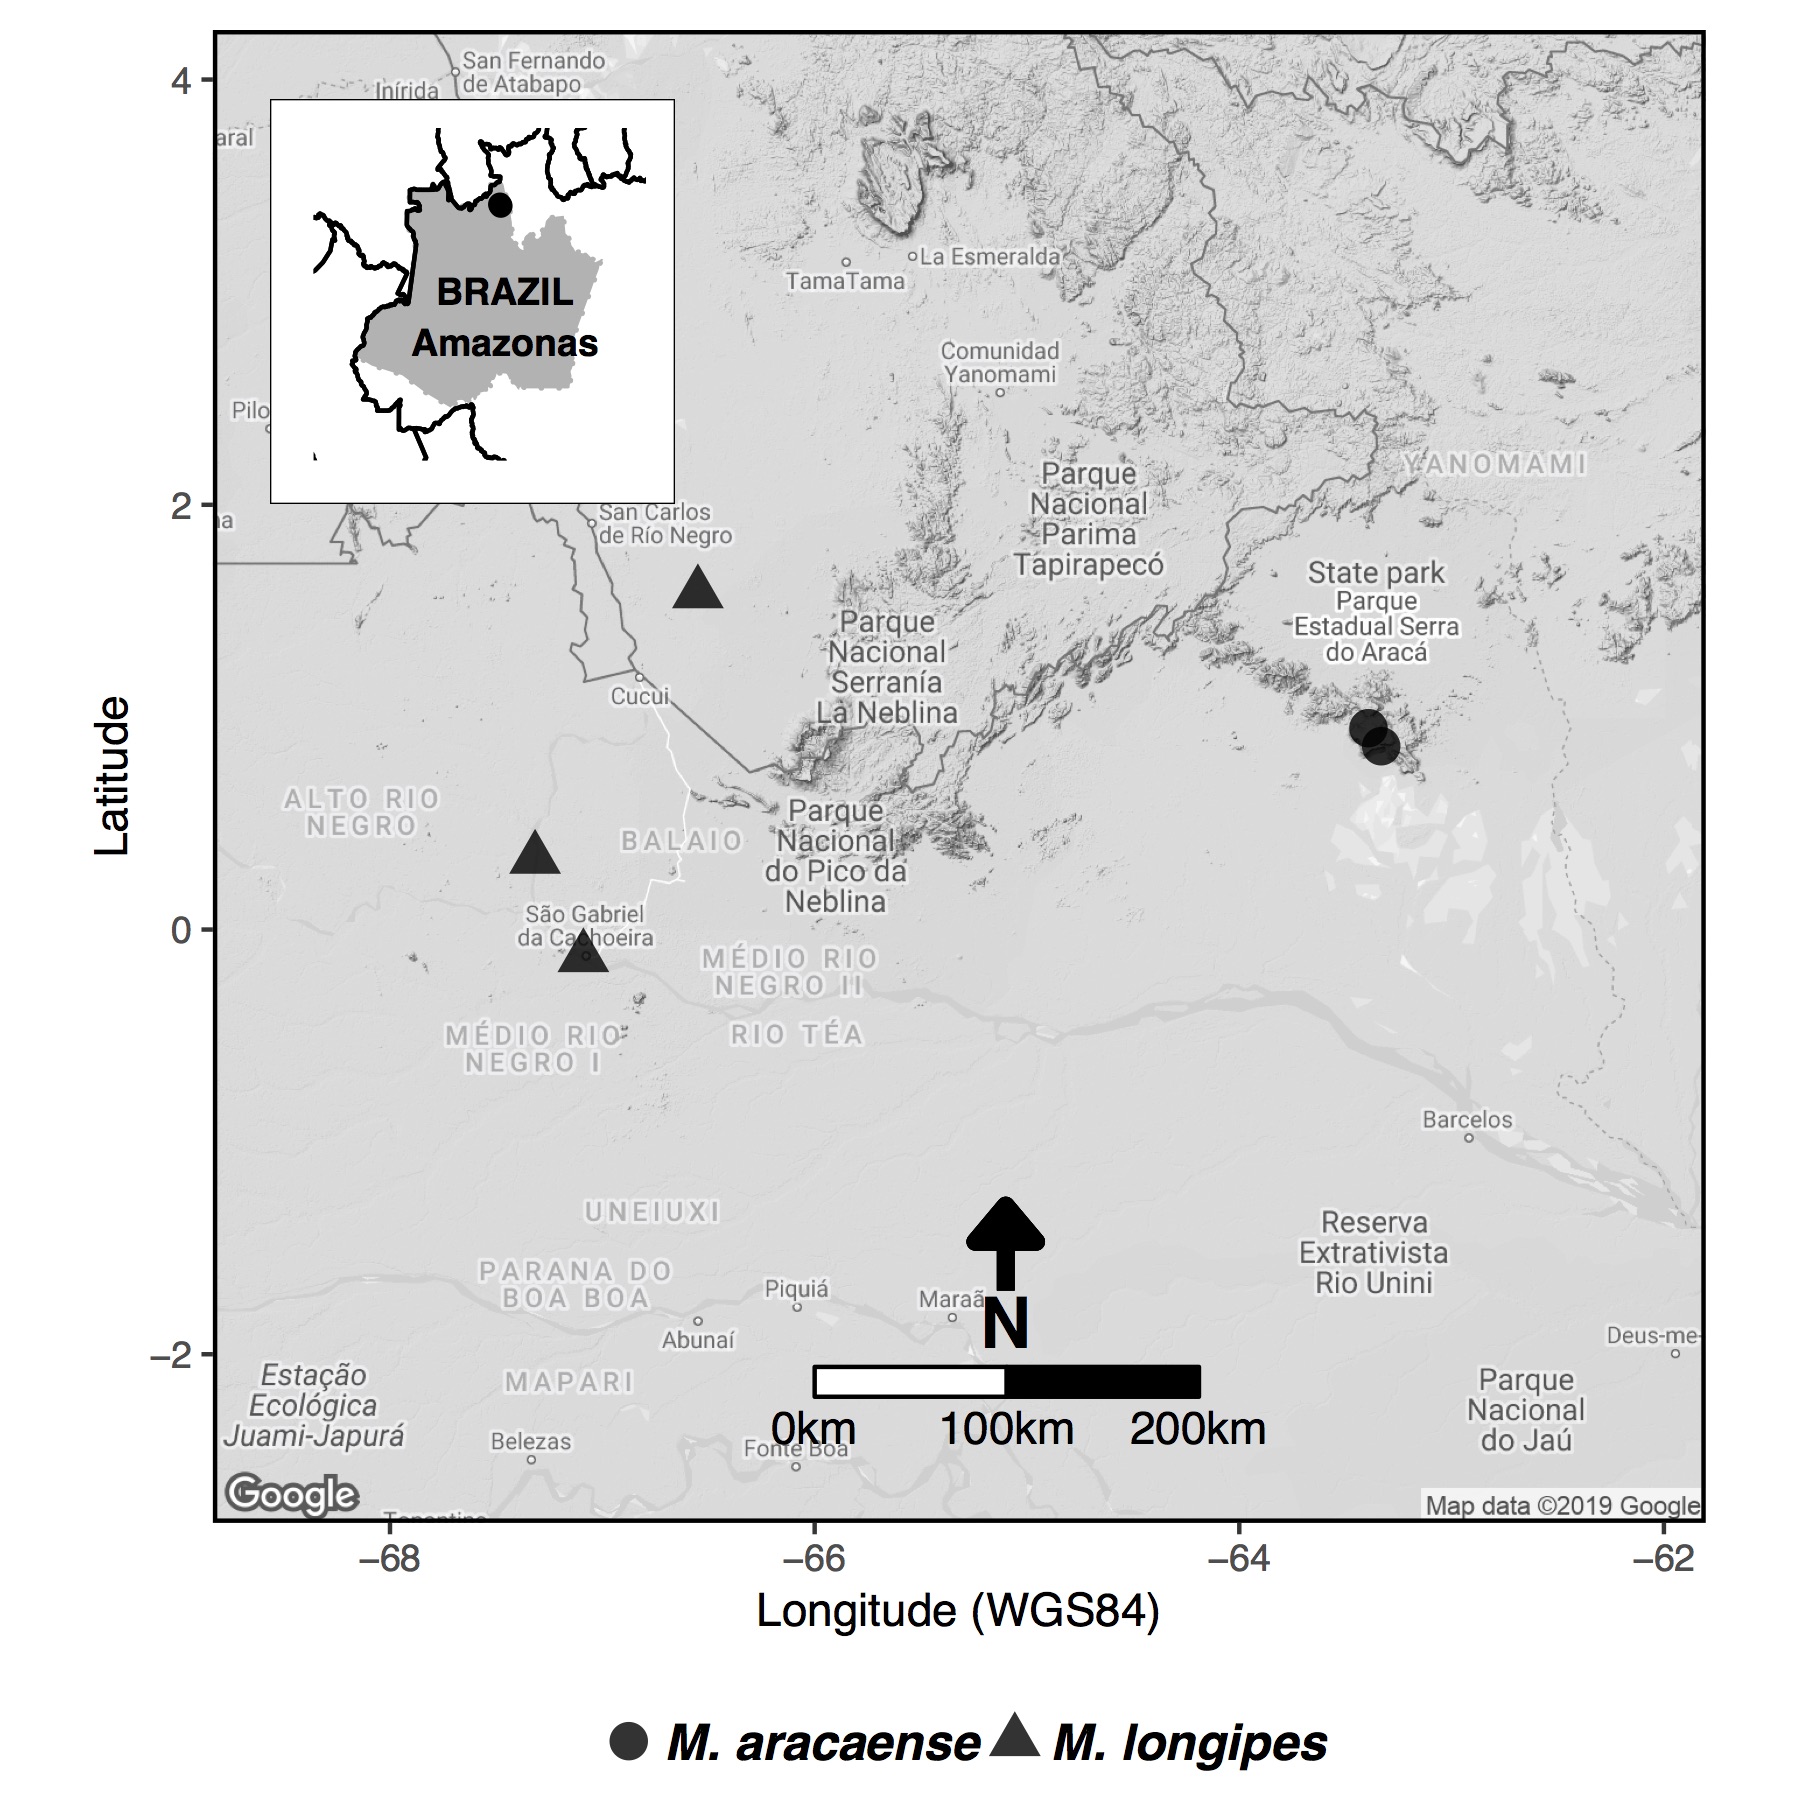 San Fernando
de Atabapo
Inírida
aral
BRAZIL
Amazonas
La Esmeralda
TamaTama
Comunidad
Yanomami
Pilo
YANOMAMI
Parque
Nacional
Parima
Tapirapecó
na
San Carlos
de Río Negro
State park
Parque
Estadual Serra
do Aracá
Parque
Nacional
Serranía
La Neblina
Cucui
ALTO RIO
NEGRO
BALAIO
Parque
Nacional
do Pico da
Neblina
São Gabriel
da Cachoeira
MÉDIO RIO
NEGRO II
MÉDIO RIO
NEGRO I
RIO TÉA
Barcelos
UNEIUXI
PARANA DO
BOA BOA
Piquiá
Maraã
Abunaí
N
Reserva
Extrativista
Rio Unini
Deus-me-
Estação
Ecológica
Juami-Japurá
MAPARI
0km 100km 200km
Belezas
Fonte Boa
Parque
Nacional
do Jaú
Google
Map data ©2019 Google
4
2
0
−2
Latitude
−68 −66 −64 −62
Longitude (WGS84)
M. aracaense M. longipes